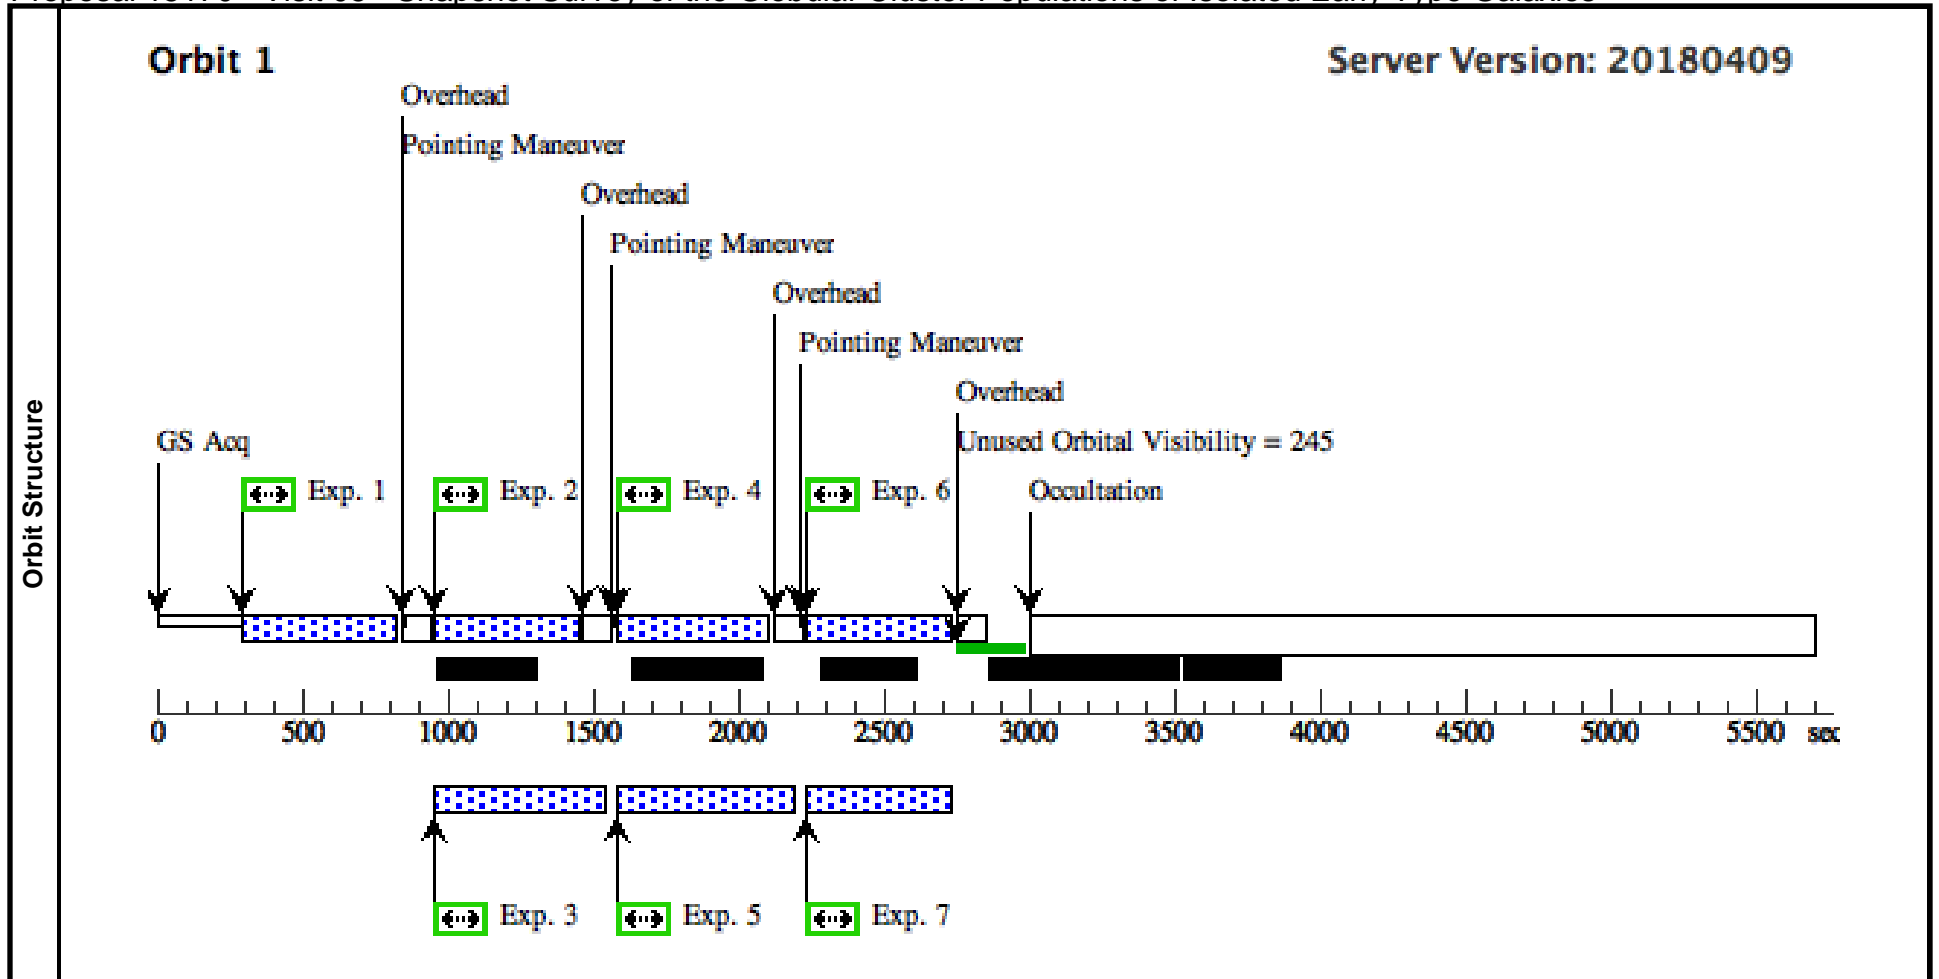 Orbit 1
Server Version: 20180409
Overhead
Pointing Maneuver
Overhead
Pointing Maneuver
Overhead
Pointing Maneuver
Overhead
Unused Orbital Visibility = 245
GS Acq
Exp. 1
Exp. 2
Exp. 4
Exp. 6
Occultation
Orbit Structure
0 500 1000 1500 2000 2500 3000 3500 4000 4500 5000 5500 sec
Exp. 3
Exp. 5
Exp. 7